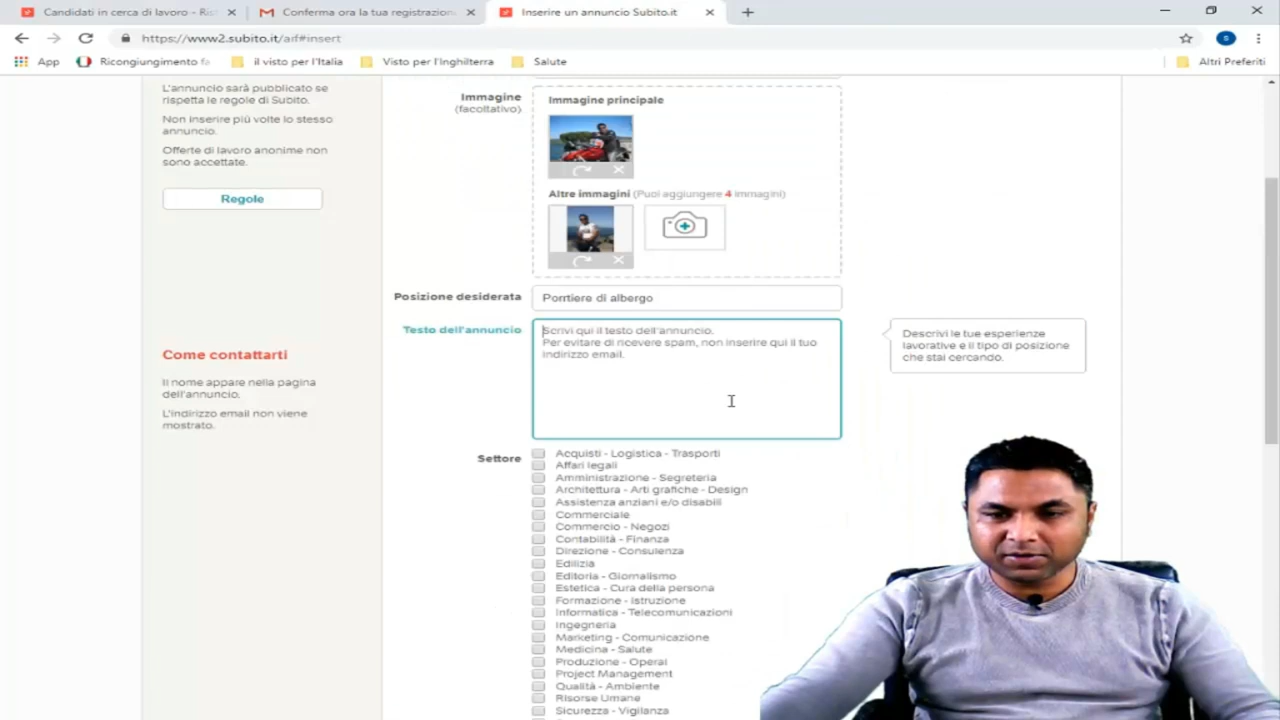 Candidati in cerca di lavoro - Ris
Conferma ora la tua registrazion
Inserire un annuncio Subito.it
https://www2.subito.it/aif#insert
App
Ricongiungimento fa
il visto per l'Italia
Visto per l'Inghilterra
Salute
Altri Preferiti
L'annuncio sarà pubblicato se
rispetta le regole di Subito.
Non inserire più volte lo stesso
annuncio.
Offerte di lavoro anonime non
sono accettate.
Regole
Come contattarti
Il nome appare nella pagina
dell'annuncio.
L'indirizzo email non viene
mostrato.
Immagine
(facoltativo)
Immagine principale
Altre immagini (Puoi aggiungere 4 immagini)
Posizione desiderata
Porrtiere di albergo
Testo dell'annuncio
Scrivi qui il testo dell'annuncio.
Per evitare di ricevere spam, non inserire qui il tuo
indirizzo email.
Descrivi le tue esperienze
lavorative e il tipo di posizione
che stai cercando.
Settore
Acquisti - Logistica - Trasporti
Affari legali
Amministrazione - Segreteria
Architettura - Arti grafiche - Design
Assistenza anziani e/o disabili
Commerciale
Commercio - Negozi
Contabilità - Finanza
Direzione - Consulenza
Edilizia
Editoria - Giornalismo
Estetica - Cura della persona
Formazione - Istruzione
Informatica - Telecomunicazioni
Ingegneria
Marketing - Comunicazione
Medicina - Salute
Produzione - Operai
Project Management
Qualità - Ambiente
Risorse Umane
Sicurezza - Vigilanza